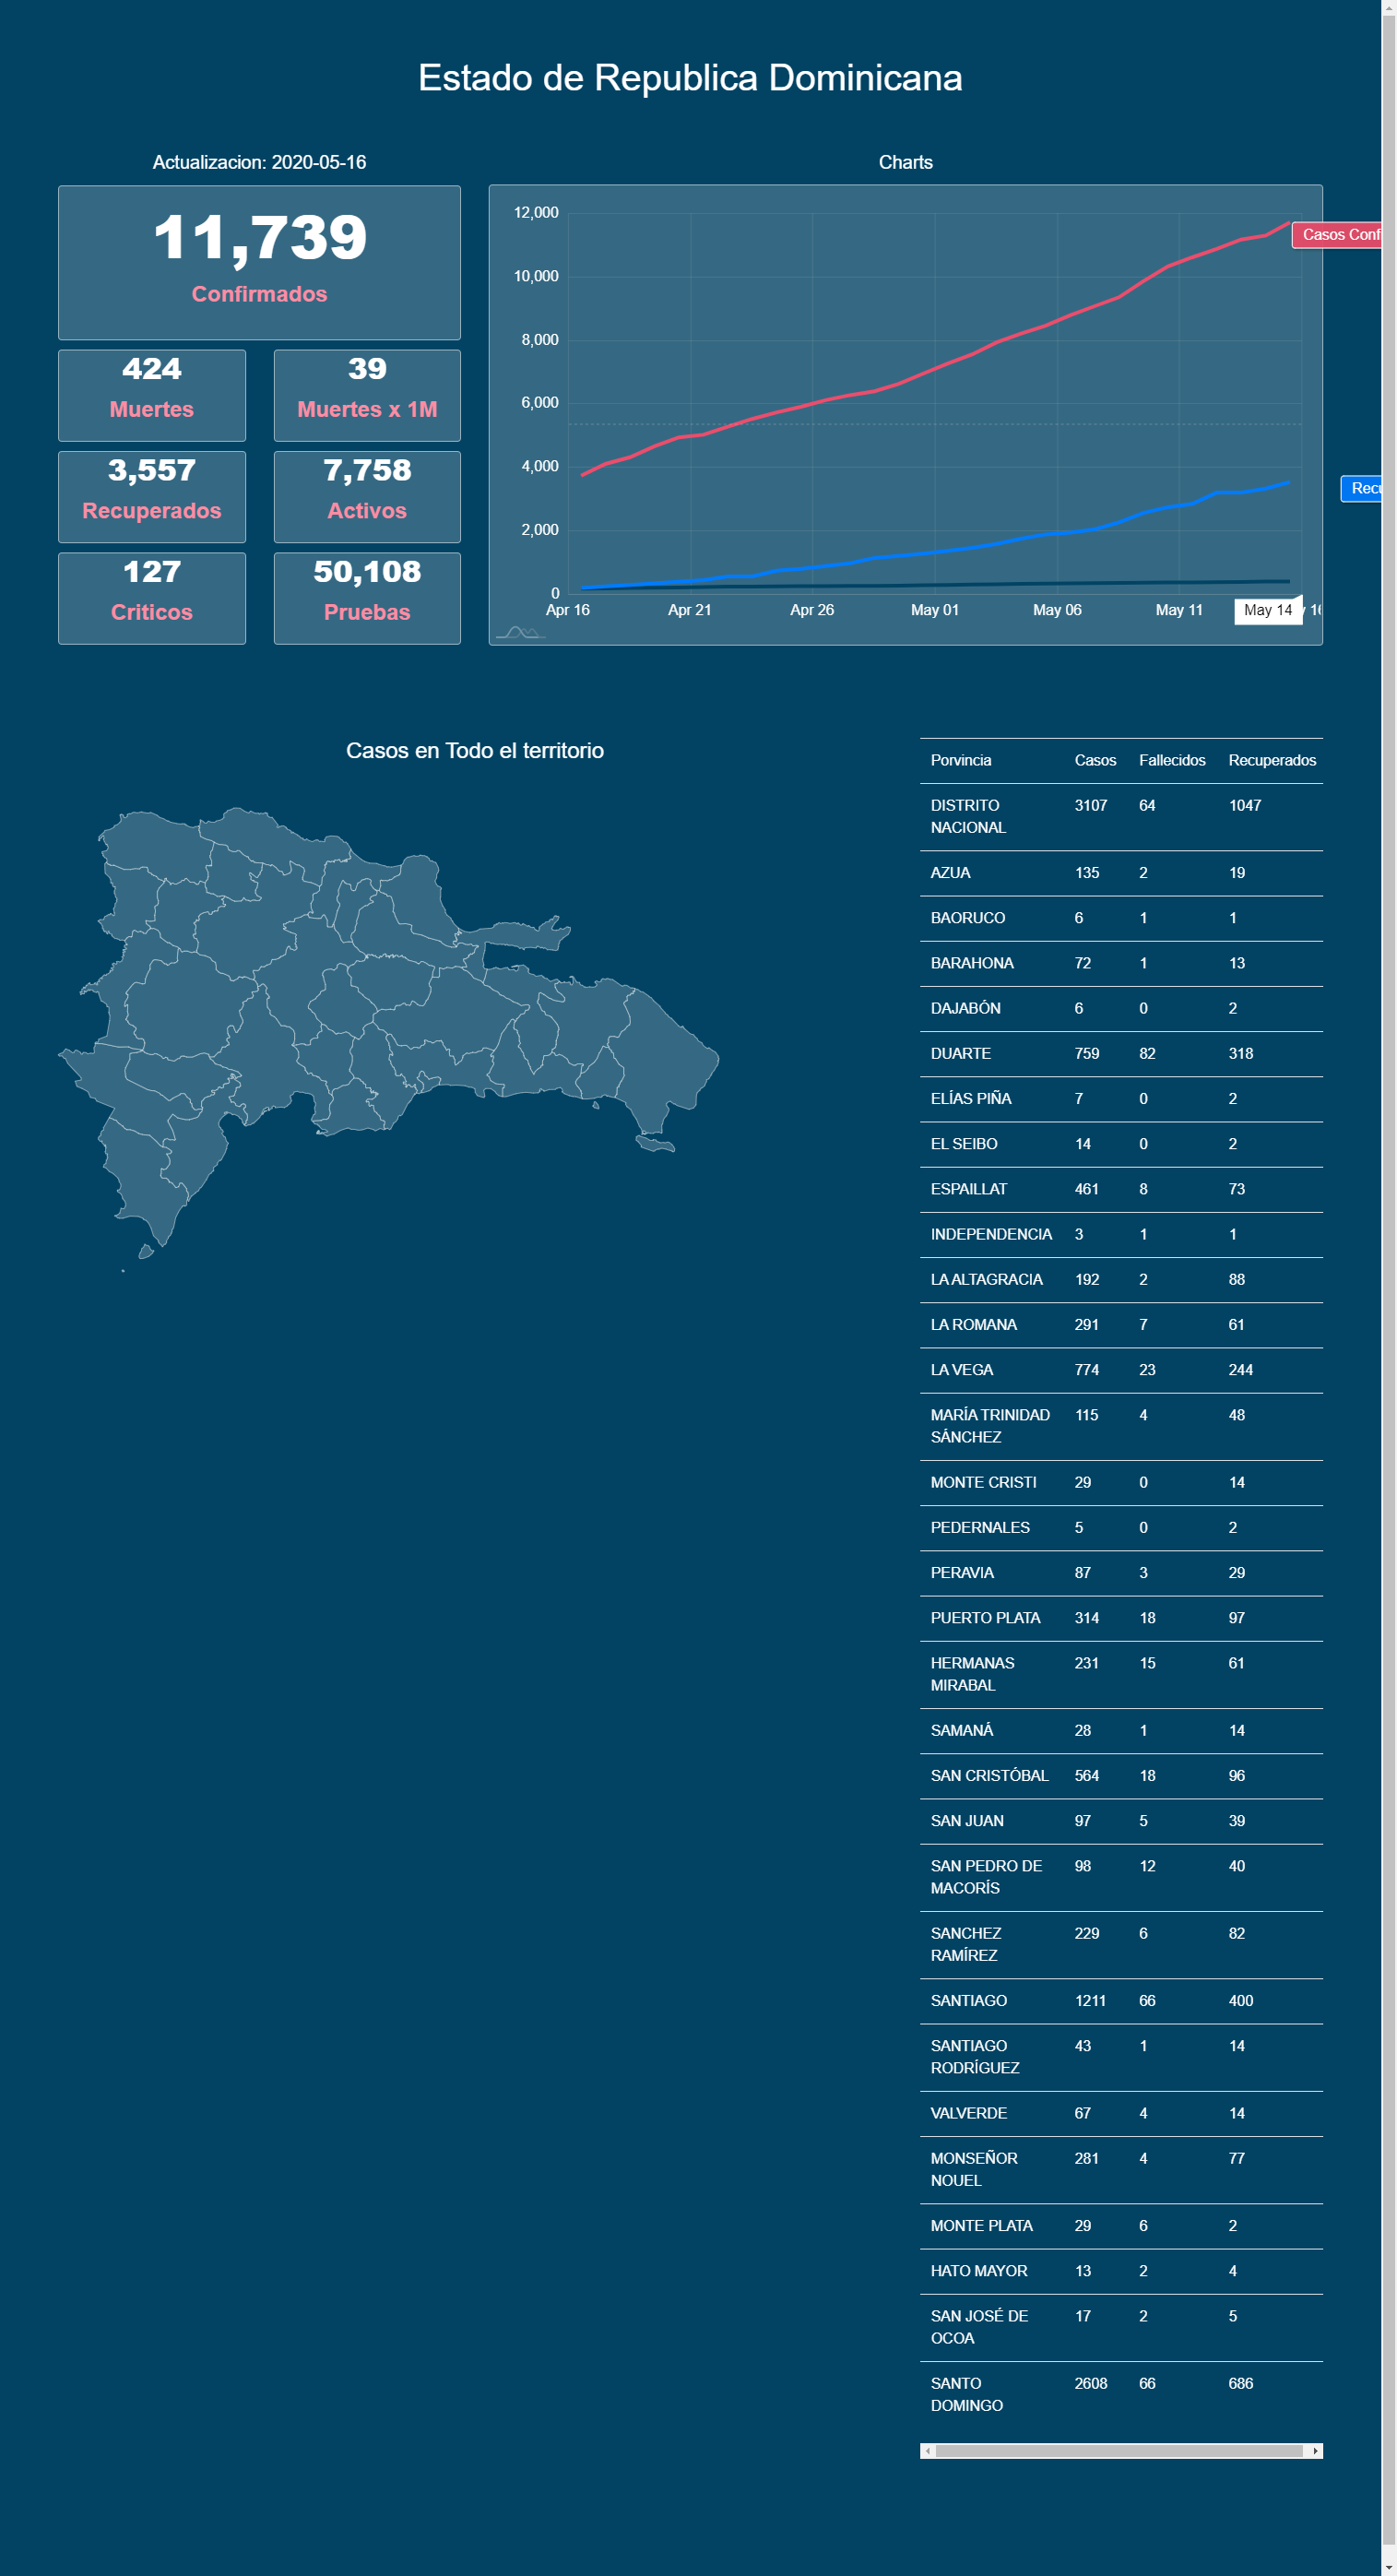 Estado de Republica Dominicana
Actualizacion: 2020-05-16
11,739
Confirmados
424
Muertes
39
Muertes x 1M
3,557
Recuperados
7,758
Activos
127
Criticos
50,108
Pruebas
Charts
12,000
10,000
8,000
6,000
4,000
2,000
0
Apr 16
Apr 21
Apr 26
May 01
May 06
May 11
May 14
Casos
Casos en Todo el territorio
Porvincia Casos Fallecidos Recuperados
DISTRITO 3107 64 1047
NACIONAL
AZUA 135 2 19
BAORUCO 6 1 1
BARAHONA 72 1 13
DAJABÓN 6 0 2
DUARTE 759 82 318
ELÍAS PIÑA 7 0 2
EL SEIBO 14 0 2
ESPAILLAT 461 8 73
INDEPENDENCIA 3 1 1
LA ALTAGRACIA 192 2 88
LA ROMANA 291 7 61
LA VEGA 774 23 244
MARÍA TRINIDAD 115 4 48
SÁNCHEZ
MONTE CRISTI 29 0 14
PEDERNALES 5 0 2
PERAVIA 87 3 29
PUERTO PLATA 314 18 97
HERMANAS 231 15 61
MIRABAL
SAMANÁ 28 1 14
SAN CRISTÓBAL 564 18 96
SAN JUAN 97 5 39
SAN PEDRO DE 98 12 40
MACORÍS
SANCHEZ 229 6 82
RAMÍREZ
SANTIAGO 1211 66 400
SANTIAGO 43 1 14
RODRÍGUEZ
VALVERDE 67 4 14
MONSEÑOR 281 4 77
NOUEL
MONTE PLATA 29 6 2
HATO MAYOR 13 2 4
SAN JOSÉ DE 17 2 5
OCOA
SANTO 2608 66 686
DOMINGO